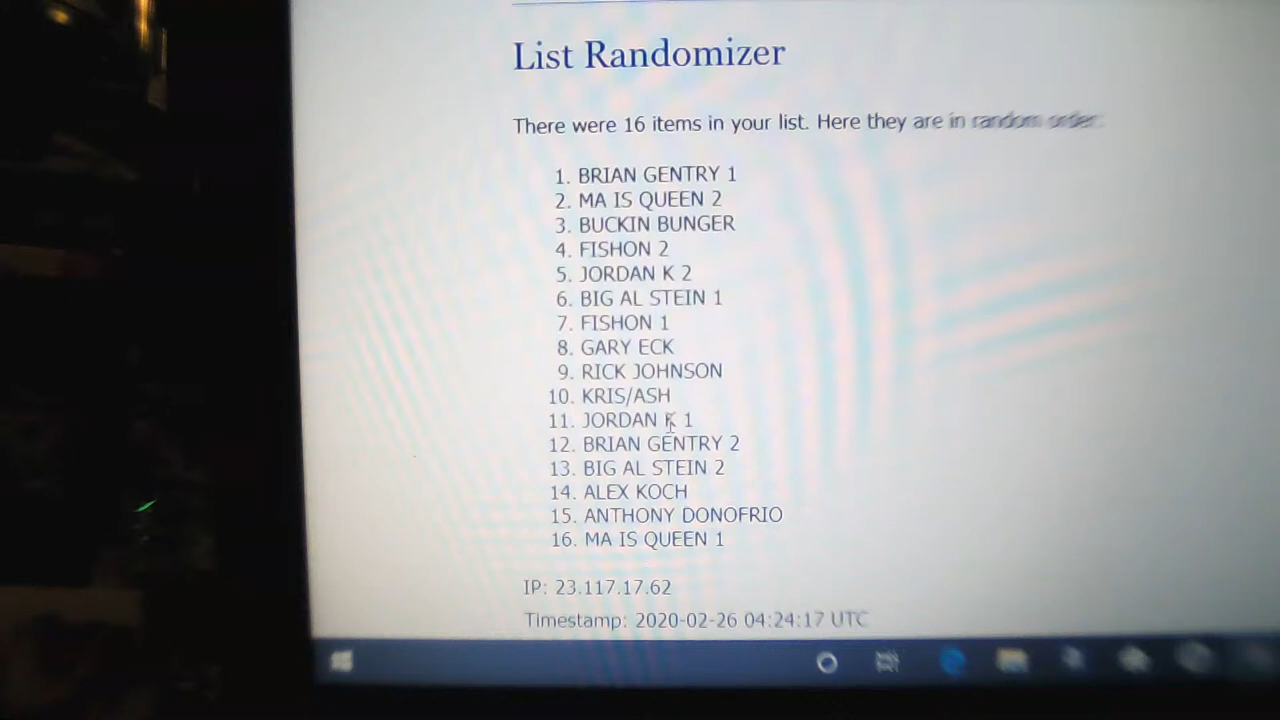 List Randomizer
There were 16 items in your list. Here they are in random order:
1. BRIAN GENTRY 1
2. MA IS QUEEN 2
3. BUCKIN BUNGER
4. FISHON 2
5. JORDAN K 2
6. BIG AL STEIN 1
7. FISHON 1
8. GARY ECK
9. RICK JOHNSON
10. KRIS/ASH
11. JORDAN K 1
12. BRIAN GENTRY 2
13. BIG AL STEIN 2
14. ALEX KOCH
15. ANTHONY DONOFRIO
16. MA IS QUEEN 1
IP: 23.117.17.62
Timestamp: 2020-02-26 04:24:17 UTC